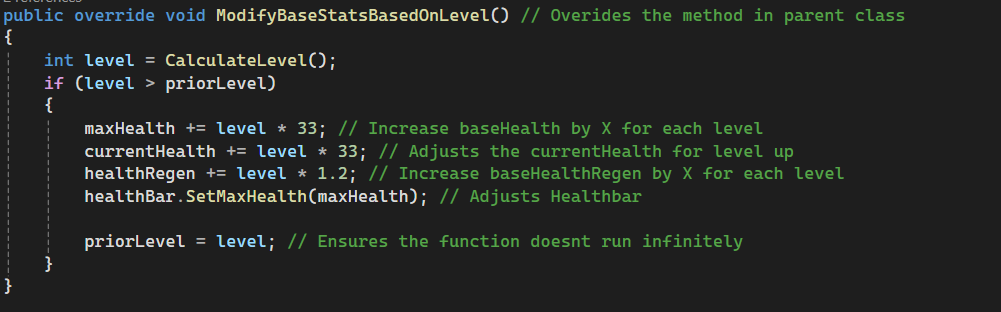 2 references
public override void ModifyBaseStatsBasedOnLevel() // Overides the method in parent class
{
int level = CalculateLevel();
if (level > priorLevel)
{
maxHealth += level * 33; // Increase baseHealth by X for each level
currentHealth += level * 33; // Adjusts the currentHealth for level up
healthRegen += level * 1.2; // Increase baseHealthRegen by X for each level
healthBar.SetMaxHealth(maxHealth); // Adjusts Healthbar
priorLevel = level; // Ensures the function doesnt run infinitely
}
}